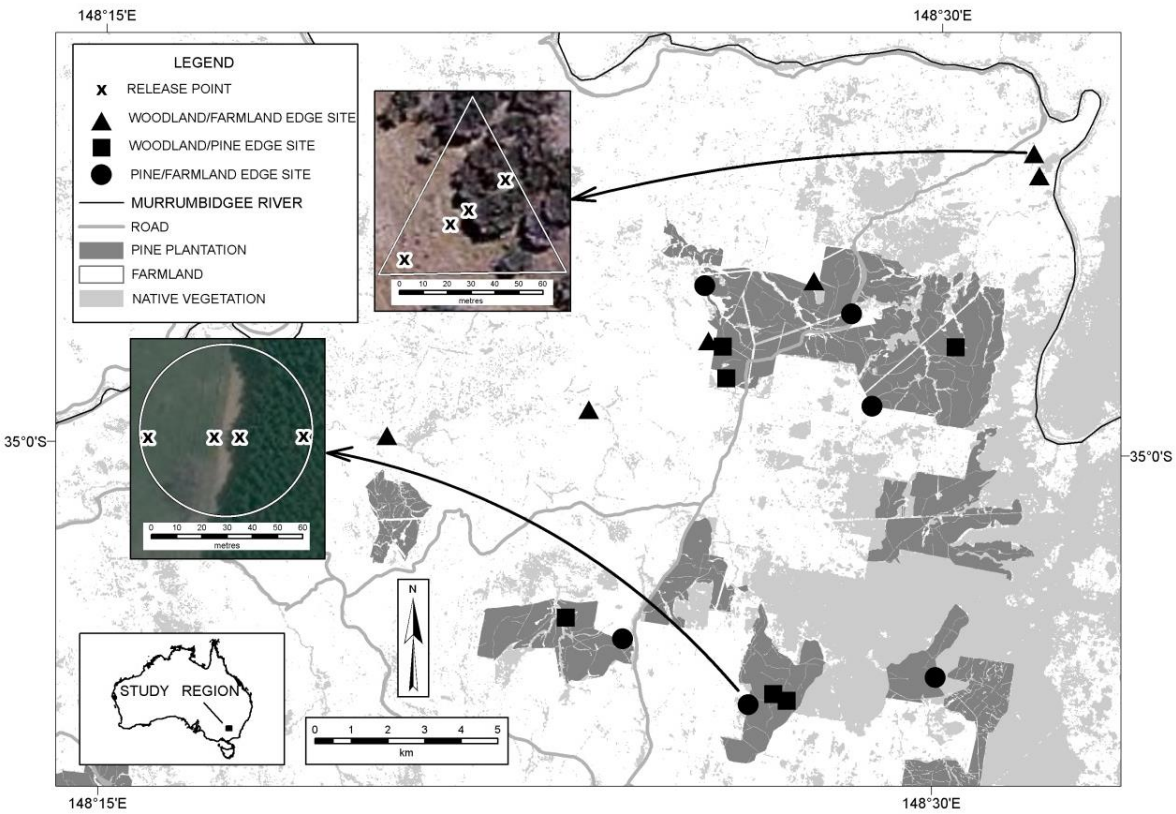 148°15'E
148°30'E
LEGEND
x RELEASE POINT
WOODLAND/FARMLAND EDGE SITE
WOODLAND/PINE EDGE SITE
PINE/FARMLAND EDGE SITE
MURRUMBIDGEE RIVER
ROAD
PINE PLANTATION
FARMLAND
NATIVE VEGETATION
x
x
x
x
0 10 20 30 40 50 60
metres
x x x x
0 10 20 30 40 50 60
metres
35°0'S
35°0'S
N
STUDY REGION
0 1 2 3 4 5
km
148°15'E
148°30'E